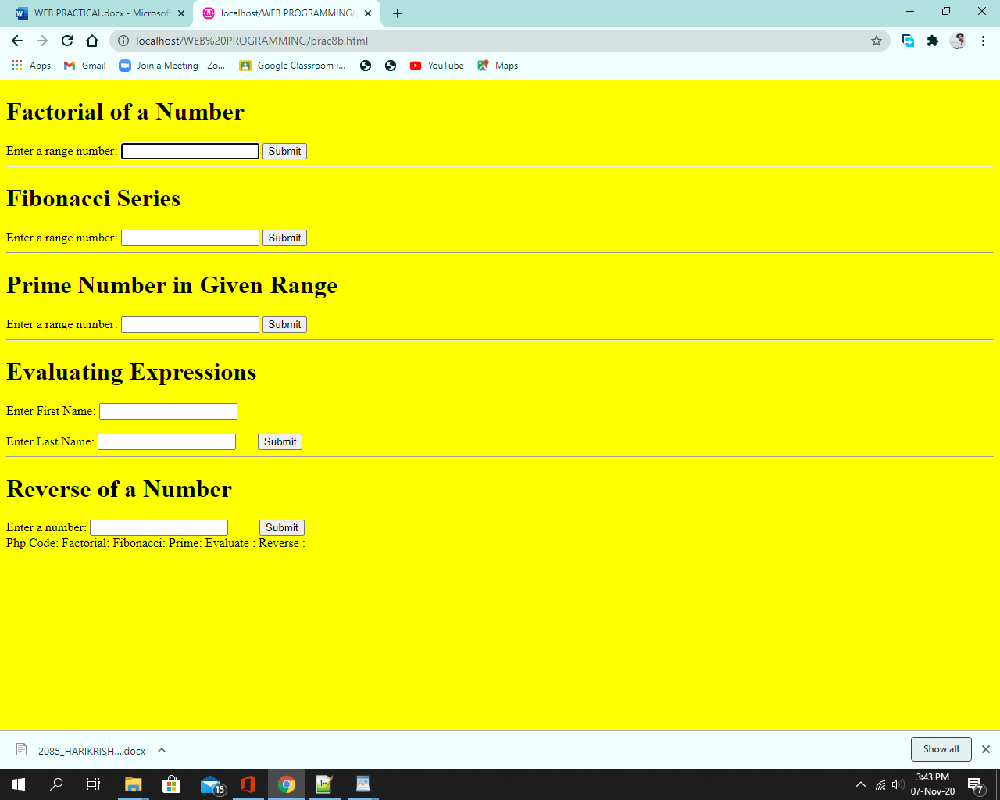 WEB PRACTICAL.docx - Microsof
localhost/WEB PROGRAMMING/
localhost/WEB%20PROGRAMMING/prac8b.html
Apps
Gmail
Join a Meeting - Zo...
Google Classroom i...
YouTube
Maps
Factorial of a Number
Enter a range number:
Submit
Fibonacci Series
Enter a range number:
Submit
Prime Number in Given Range
Enter a range number:
Submit
Evaluating Expressions
Enter First Name:
Enter Last Name:
Submit
Reverse of a Number
Enter a number:
Submit
Php Code: Factorial: Fibonacci: Prime: Evaluate : Reverse :
2085_HARIKRISH....docx
Show all
15
3:43 PM
07-Nov-20
7